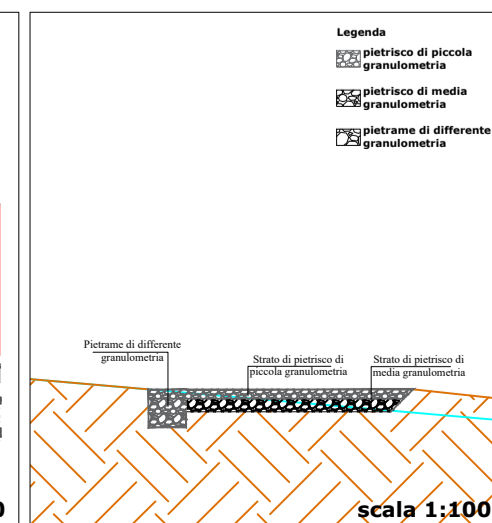 Legenda
pietrisco di piccola
granulometria
pietrisco di media
granulometria
pietrame di differente
granulometria
Pietrame di differente
granulometria
Strato di pietrisco di
piccola granulometria
Strato di pietrisco di
media granulometria
scala 1:100